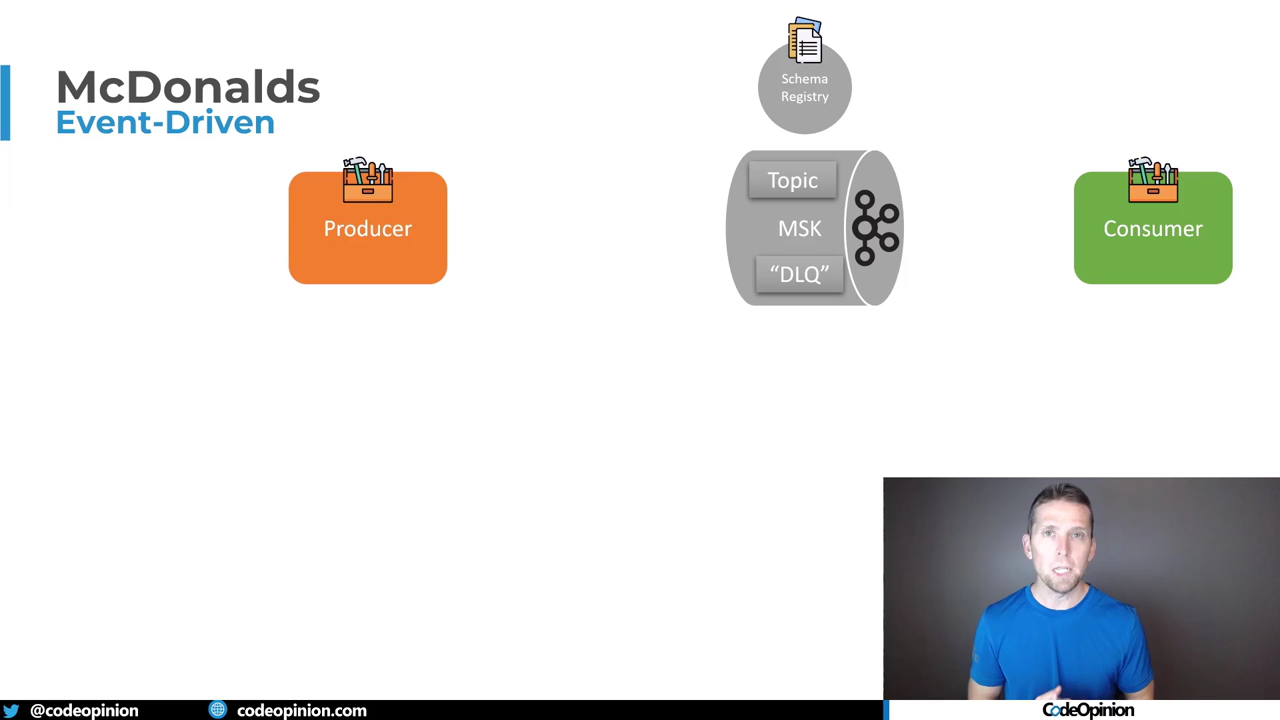 McDonalds
Event-Driven
Schema
Registry
Producer
Topic
MSK
“DLQ”
Consumer
@codeopinion
codeopinion.com
CodeOpinion